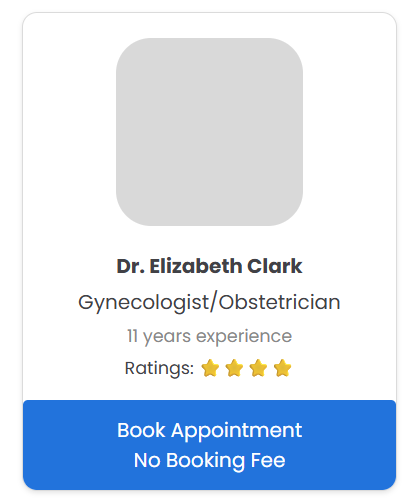 Dr. Elizabeth Clark
Gynecologist/Obstetrician
11 years experience
Ratings: ⭐⭐⭐⭐
Book Appointment
No Booking Fee